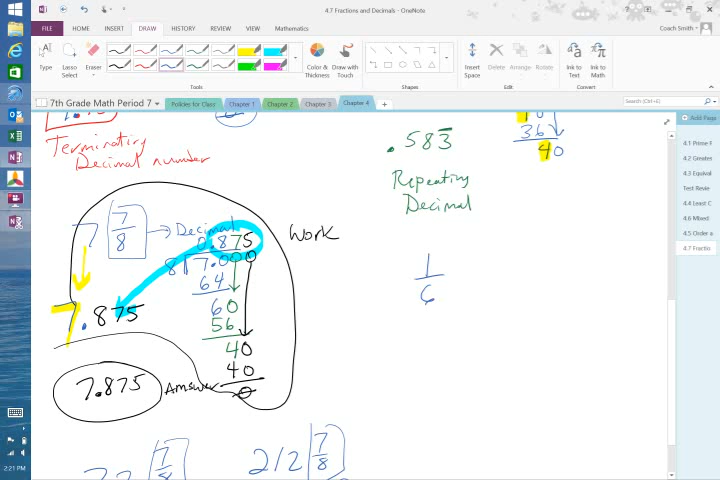 4.7 Fractions and Decimals - OneNote
FILE HOME INSERT DRAW HISTORY REVIEW VIEW Mathematics
Coach Smith
Type Lasso Select Eraser
Color & Thickness Draw with Touch
Insert Space Delete Arrange Rotate
Ink to Text Ink to Math
Tools Shapes Edit Convert
7th Grade Math Period 7 Policies for Class Chapter 1 Chapter 2 Chapter 3 Chapter 4 +
Search (Ctrl+E)
Add Page
4.1 Prime F
4.2 Greates
4.3 Equival
Test Revie
4.4 Least C
4.6 Mixed
4.5 Order a
4.7 Fractio
Terminating
Decimal number
.583
Repeating
Decimal
36
40
7 7/8 → Decimal
Work
0.875
8 7.000
64
60
56
40
40
0
7.875
7.875 Amswer
1/6
7/8
212 7/8
2:21 PM